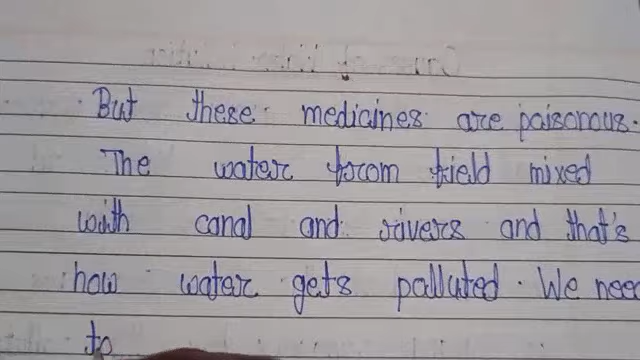 But these medicines are poisonous.
The water from field mixed
with canal and rivers and that's
how water gets palluted. We need
to